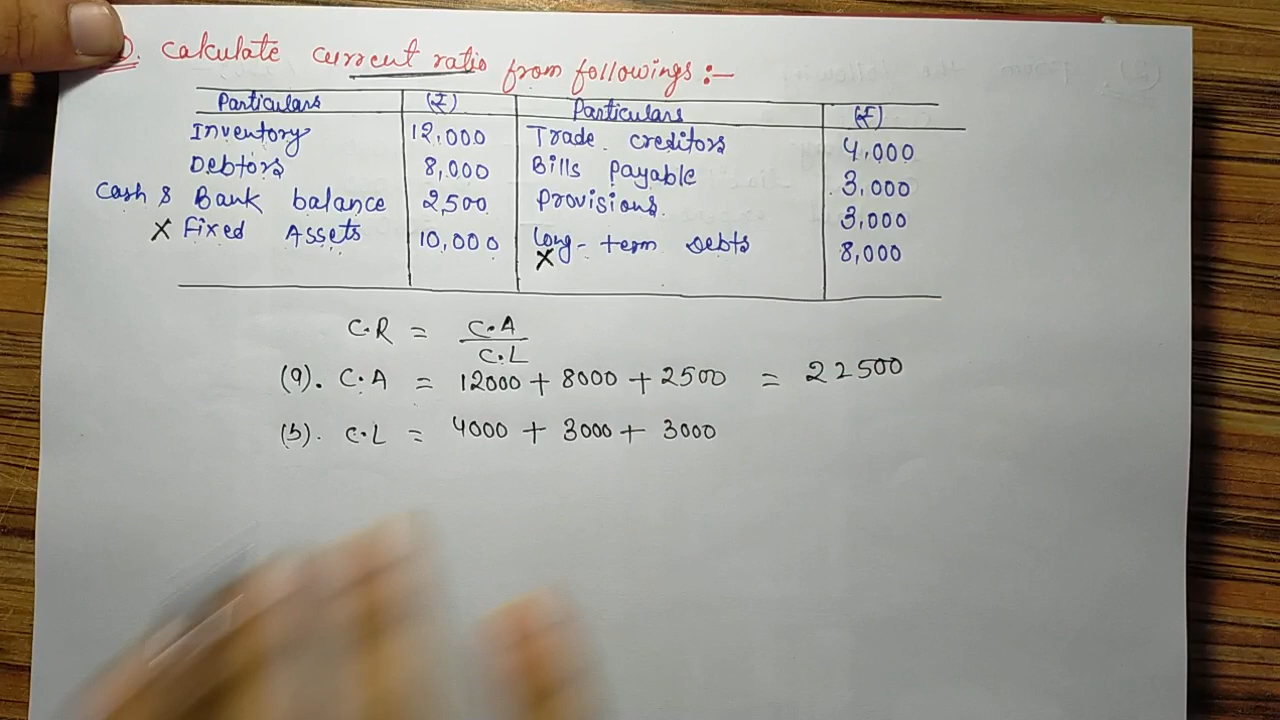 Calculate current ratio from followings :-
Particulars (₹) Particulars (₹)
Inventory 12,000 Trade creditors 4,000
Debtors 8,000 Bills Payable 3,000
Cash & Bank balance 2,500 Provisions 3,000
X Fixed Assets 10,000 Long-term Debts 8,000
X
C.R = C.A
C.L
(a). C.A = 12000 + 8000 + 2500 = 22500
(b). C.L = 4000 + 3000 + 3000